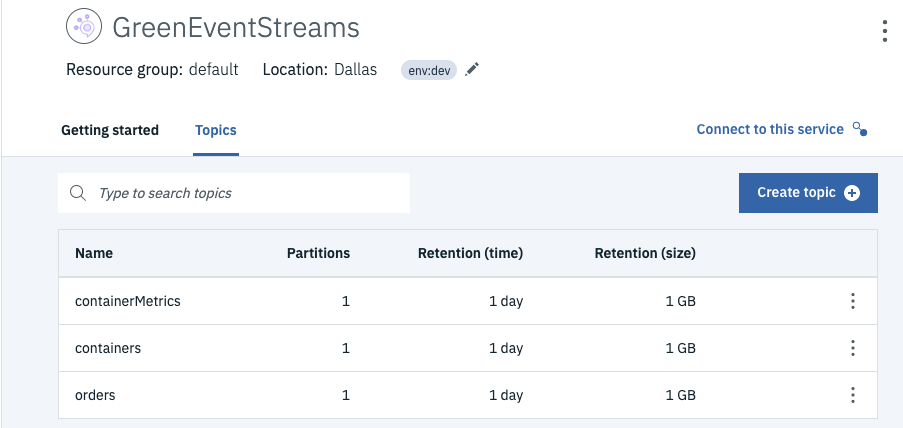 GreenEventStreams
Resource group: default Location: Dallas env:dev
Getting started Topics Connect to this service
Type to search topics Create topic
Name Partitions Retention (time) Retention (size)
containerMetrics 1 1 day 1 GB
containers 1 1 day 1 GB
orders 1 1 day 1 GB